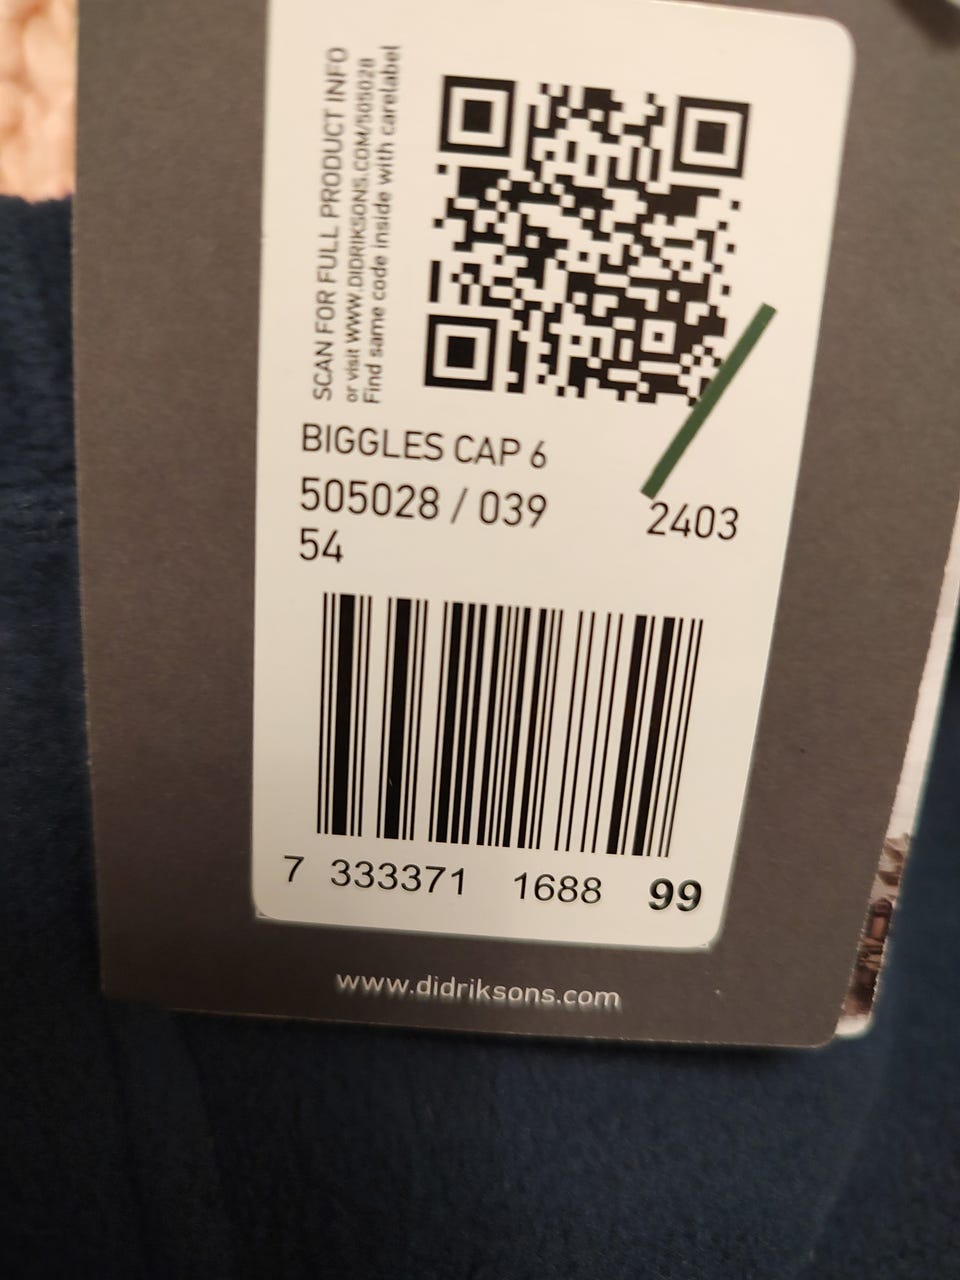 SCAN FOR FULL PRODUCT INFO
or visit WWW.DIDRIKSONS.COM/505028
Find same code inside with carelabel
BIGGLES CAP 6
505028 / 039 2403
54
7 333371 1688 99
www.didriksons.com